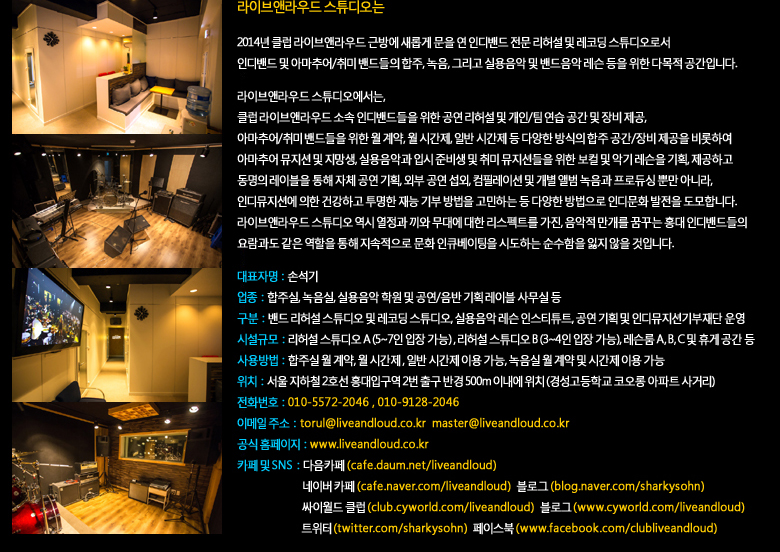 라이브앤라우드 스튜디오는
2014년 클럽 라이브앤라우드 근방에 새롭게 문을 연 인디밴드 전문 리허설 및 레코딩 스튜디오로서
인디밴드 및 아마추어/취미 밴드들의 합주, 녹음, 그리고 실용음악 및 밴드음악 레슨 등을 위한 다목적 공간입니다.
라이브앤라우드 스튜디오에서는,
클럽 라이브앤라우드 소속 인디밴드들을 위한 공연 리허설 및 개인/팀 연습 공간 및 장비 제공,
아마추어/취미 밴드들을 위한 월 계약, 월 시간제, 일반 시간제 등 다양한 방식의 합주 공간/장비 제공을 비롯하여
아마추어 뮤지션 및 지망생, 실용음악과 입시 준비생 및 취미 뮤지션들을 위한 보컬 및 악기 레슨을 기획, 제공하고
동명의 레이블을 통해 자체 공연 기획, 외부 공연 섭외, 컴필레이션 및 개별 앨범 녹음과 프로듀싱 뿐만 아니라,
인디뮤지션에 의한 건강하고 투명한 재능 기부 방법을 고민하는 등 다양한 방법으로 인디문화 발전을 도모합니다.
라이브앤라우드 스튜디오 역시 열정과 끼와 무대에 대한 리스펙트를 가진, 음악적 만개를 꿈꾸는 홍대 인디밴드들의
요람과도 같은 역할을 통해 지속적으로 문화 인큐베이팅을 시도하는 순수함을 잃지 않을 것입니다.
대표자명 : 손석기
업종 : 합주실, 녹음실, 실용음악 학원 및 공연/음반 기획 레이블 사무실 등
구분 : 밴드 리허설 스튜디오 및 레코딩 스튜디오, 실용음악 레슨 인스티튜트, 공연 기획 및 인디뮤지션기부재단 운영
시설규모 : 리허설 스튜디오 A (5~7인 입장 가능) , 리허설 스튜디오 B (3~4인 입장 가능), 레슨룸 A, B, C 및 휴게 공간 등
사용방법 : 합주실 월 계약, 월 시간제 , 일반 시간제 이용 가능, 녹음실 월 계약 및 시간제 이용 가능
위치 : 서울 지하철 2호선 홍대입구역 2번 출구 반경 500m 이내에 위치 (경성고등학교 코오롱 아파트 사거리)
전화번호 : 010-5572-2046 , 010-9128-2046
이메일 주소 : torul@liveandloud.co.kr master@liveandloud.co.kr
공식 홈페이지 : www.liveandloud.co.kr
카페 및 SNS : 다음카페 (cafe.daum.net/liveandloud)
네이버 카페 (cafe.naver.com/liveandloud) 블로그 (blog.naver.com/sharkysohn)
싸이월드 클럽 (club.cyworld.com/liveandloud) 블로그 (www.cyworld.com/liveandloud)
트위터 (twitter.com/sharkysohn) 페이스북 (www.facebook.com/clubliveandloud)